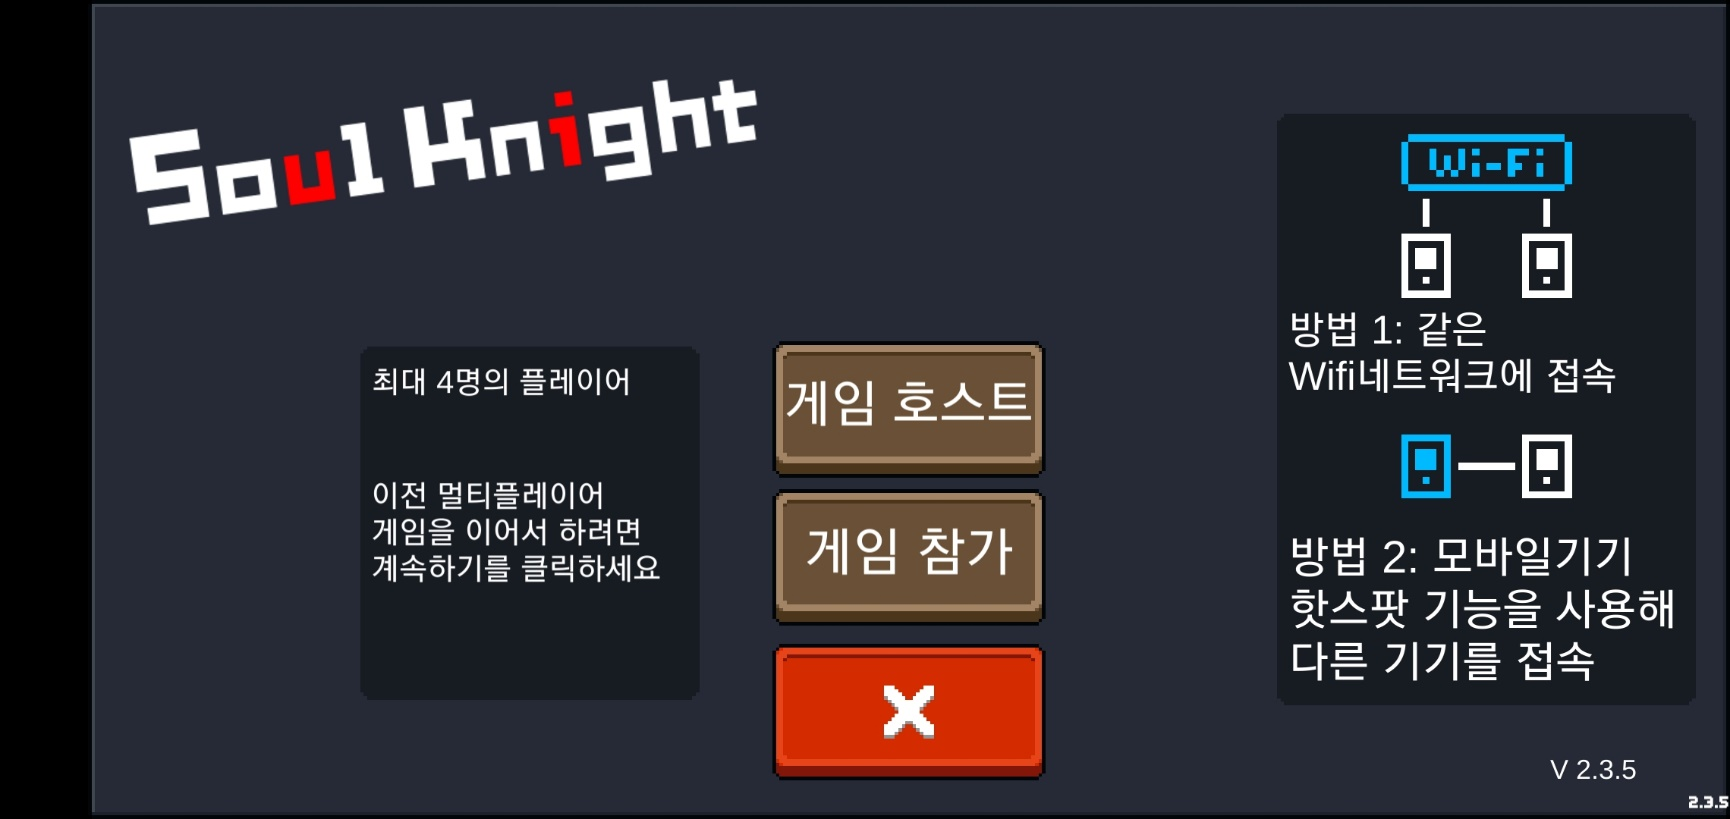 Soul Knight
최대 4명의 플레이어
이전 멀티플레이어
게임을 이어서 하려면
계속하기를 클릭하세요
게임 호스트
게임 참가
Wi-Fi
방법 1: 같은
Wifi네트워크에 접속
방법 2: 모바일기기
핫스팟 기능을 사용해
다른 기기를 접속
V 2.3.5
2.3.5